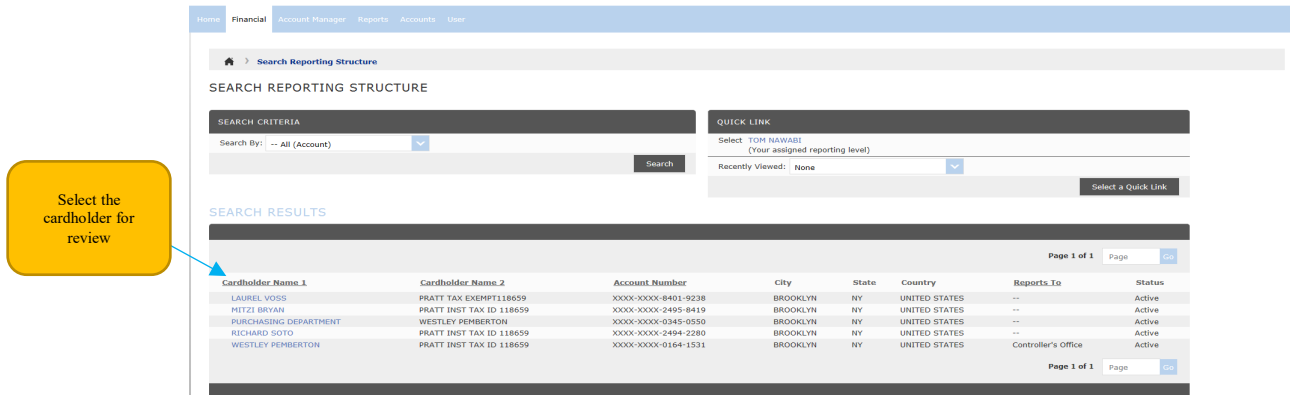 Home Financial Account Manager Reports Accounts User
Search Reporting Structure
SEARCH REPORTING STRUCTURE
SEARCH CRITERIA
Search By: -- All (Account)
Search
QUICK LINK
Select TOM NAWABI
(Your assigned reporting level)
Recently Viewed: None
Select a Quick Link
Select the
cardholder for
review
SEARCH RESULTS
Page 1 of 1 Page Go
Cardholder Name 1 Cardholder Name 2 Account Number City State Country Reports To Status
LAUREL VOSS PRATT TAX EXEMPT118659 XXXX-XXXX-8401-9238 BROOKLYN NY UNITED STATES -- Active
MITZI BRYAN PRATT INST TAX ID 118659 XXXX-XXXX-2495-8419 BROOKLYN NY UNITED STATES -- Active
PURCHASING DEPARTMENT WESTLEY PEMBERTON XXXX-XXXX-0345-0550 BROOKLYN NY UNITED STATES -- Active
RICHARD SOTO PRATT INST TAX ID 118659 XXXX-XXXX-2494-2280 BROOKLYN NY UNITED STATES -- Active
WESTLEY PEMBERTON PRATT INST TAX ID 118659 XXXX-XXXX-0164-1531 BROOKLYN NY UNITED STATES Controller's Office Active
Page 1 of 1 Page Go